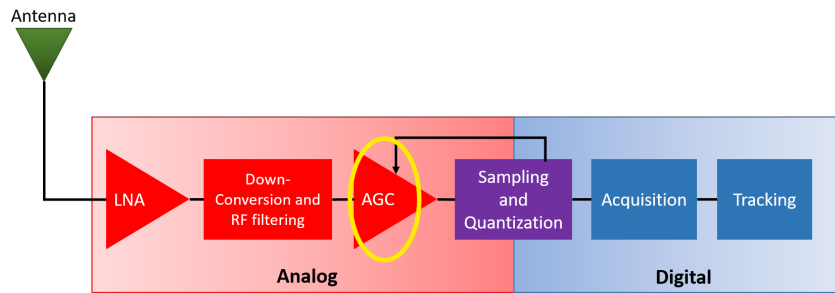 Antenna
LNA
Down-
Conversion and
RF filtering
AGC
Sampling
and
Quantization
Acquisition
Tracking
Analog
Digital